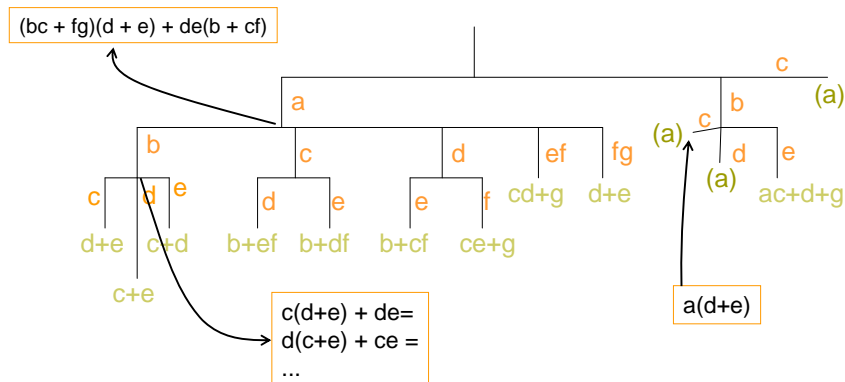 (bc + fg)(d + e) + de(b + cf)
c
a
b
(a)
b
c
d
ef
fg
c
(a)
d
e
(a)
c
d
e
d
e
e
f
cd+g
d+e
ac+d+g
d+e
c+d
b+ef
b+df
b+cf
ce+g
c+e
c(d+e) + de=
d(c+e) + ce =
...
a(d+e)